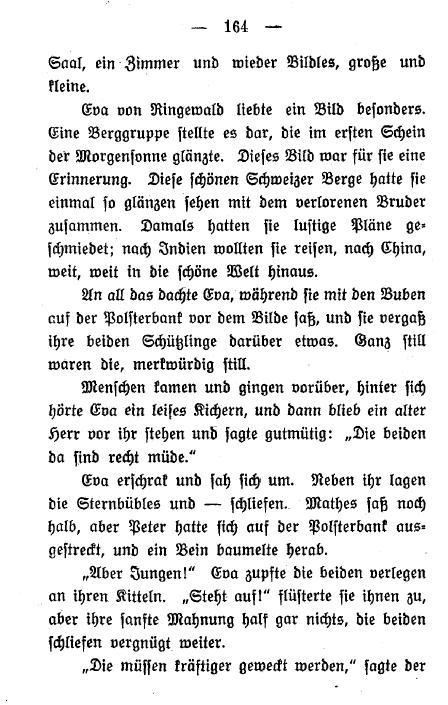 — 164 —
Saal, ein Zimmer und wieder Bildles, große und
kleine.
Eva von Ringewald liebte ein Bild besonders.
Eine Berggruppe stellte es dar, die im ersten Schein
der Morgensonne glänzte. Dieses Bild war für sie eine
Erinnerung. Diese schönen Schweizer Berge hatte sie
einmal so glänzen sehen mit dem verlorenen Bruder
zusammen. Damals hatten sie lustige Pläne ge-
schmiedet; nach Indien wollten sie reisen, nach China,
weit, weit in die schöne Welt hinaus.
An all das dachte Eva, während sie mit den Buben
auf der Polsterbank vor dem Bilde saß, und sie vergaß
ihre beiden Schützlinge darüber etwas. Ganz still
waren die, merkwürdig still.
Menschen kamen und gingen vorüber, hinter sich
hörte Eva ein leises Kichern, und dann blieb ein alter
Herr vor ihr stehen und sagte gutmütig: „Die beiden
da sind recht müde.“
Eva erschrak und sah sich um. Neben ihr lagen
die Sternbübles und — schliefen. Mathes saß noch
halb, aber Peter hatte sich auf der Polsterbank aus-
gestreckt, und ein Bein baumelte herab.
„Aber Jungen!“ Eva zupfte die beiden verlegen
an ihren Kitteln. „Steht auf!“ flüsterte sie ihnen zu,
aber ihre sanfte Mahnung half gar nichts, die beiden
schliefen vergnügt weiter.
„Die müssen kräftiger geweckt werden,“ sagte der